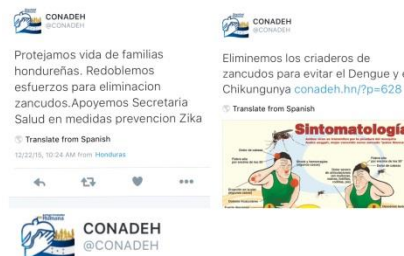 CONADEH
@CONADEH
Protejamos vida de familias
hondureñas. Redoblemos
esfuerzos para eliminacion
zancudos.Apoyemos Secretaria
Salud en medidas prevencion Zika
Translate from Spanish
12/22/15, 10:24 AM from Honduras
CONADEH
@CONADEH
Eliminemos los criaderos de
zancudos para evitar el Dengue y e
Chikungunya conadeh.hn/?p=628
Translate from Spanish
Sintomatología
CONADEH
@CONADEH